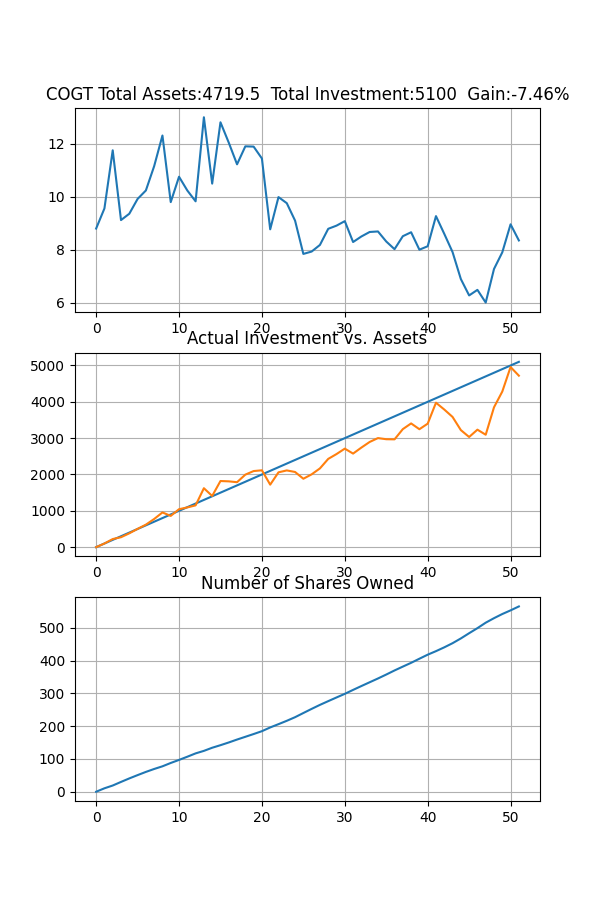 COGT Total Assets:4719.5  Total Investment:5100  Gain:-7.46%
12
10
8
6
0 10 20 30 40 50
Actual Investment vs. Assets
5000
4000
3000
2000
1000
0
0 10 20 30 40 50
Number of Shares Owned
500
400
300
200
100
0
0 10 20 30 40 50